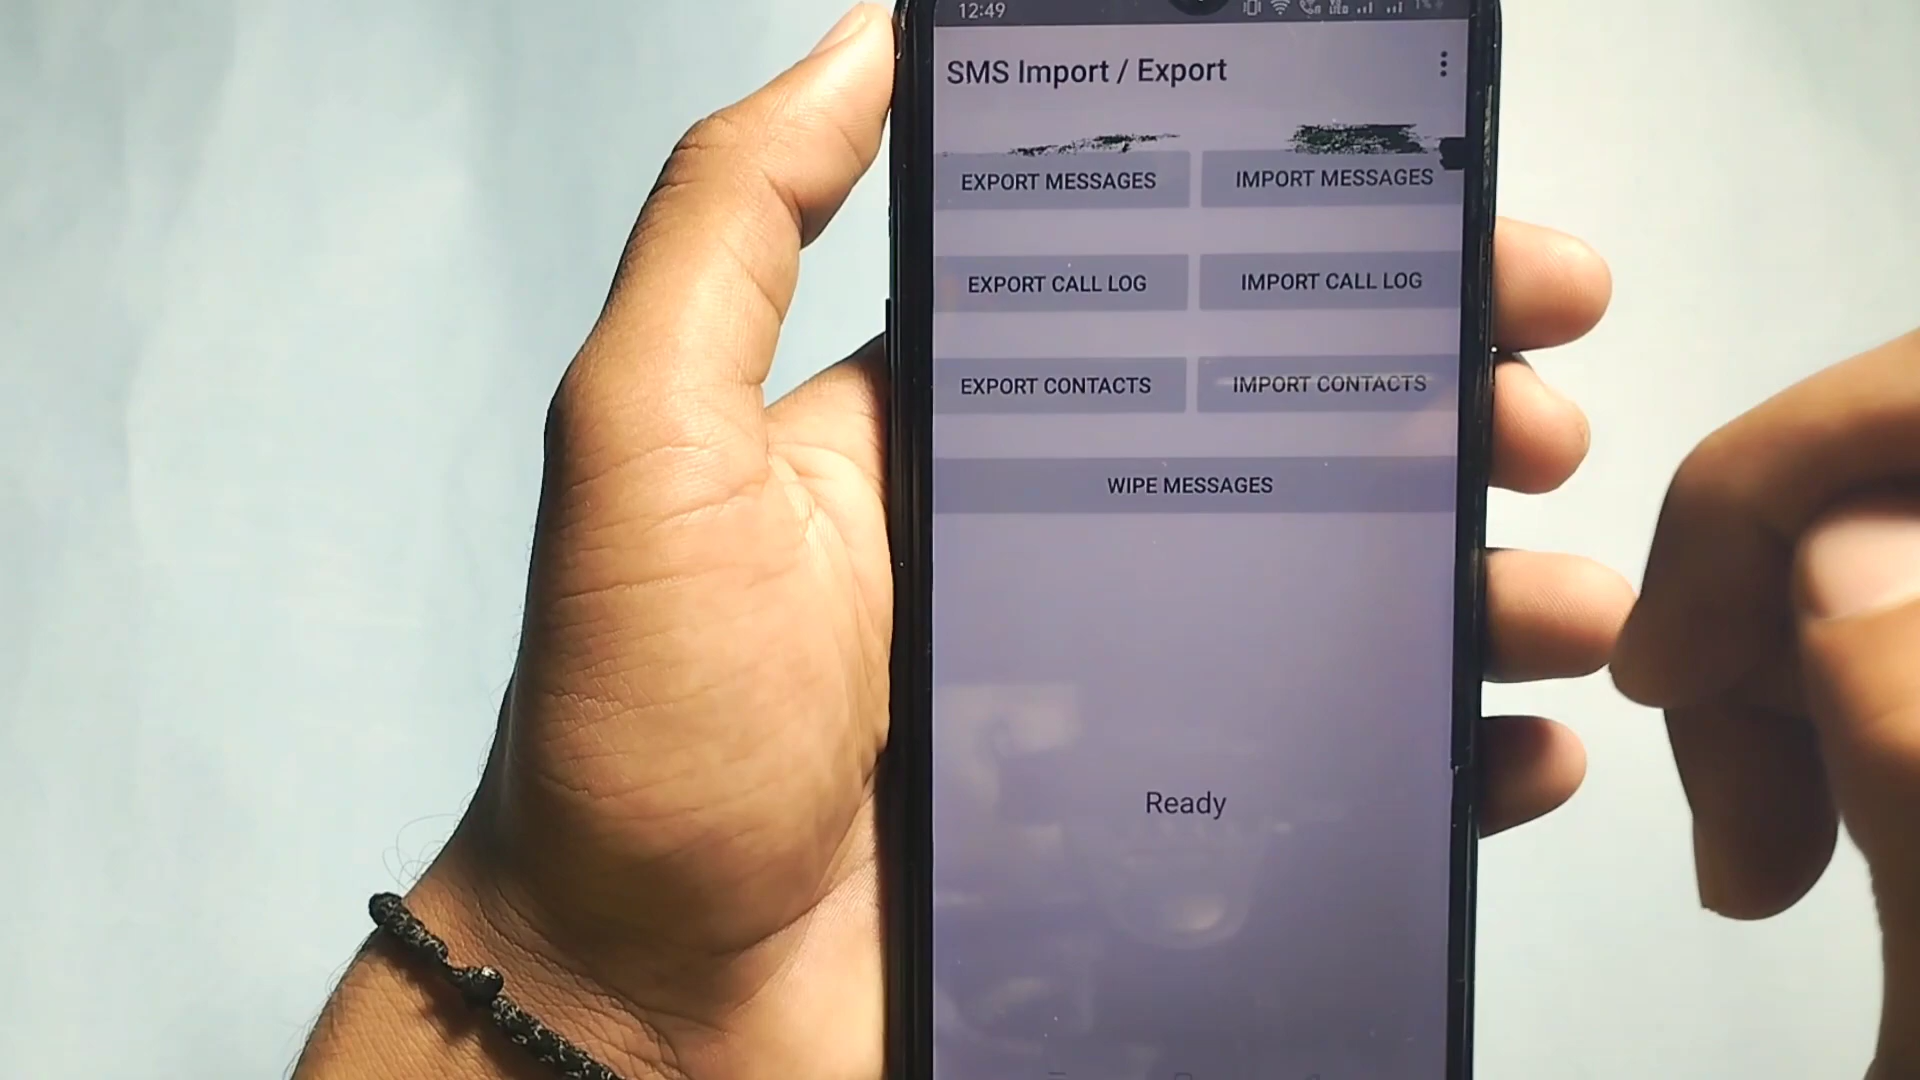 12:49
SMS Import / Export
EXPORT MESSAGES
IMPORT MESSAGES
EXPORT CALL LOG
IMPORT CALL LOG
EXPORT CONTACTS
IMPORT CONTACTS
WIPE MESSAGES
Ready